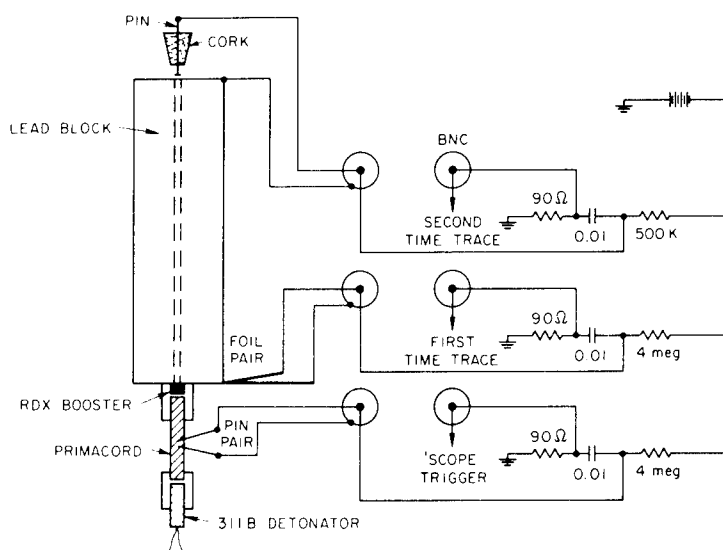 PIN
CORK
LEAD BLOCK
BNC
90Ω
SECOND
TIME TRACE
0.01
500 K
FOIL
PAIR
90Ω
FIRST
TIME TRACE
0.01
4 meg
RDX BOOSTER
PIN
PAIR
PRIMACORD
90Ω
'SCOPE
TRIGGER
0.01
4 meg
311B DETONATOR